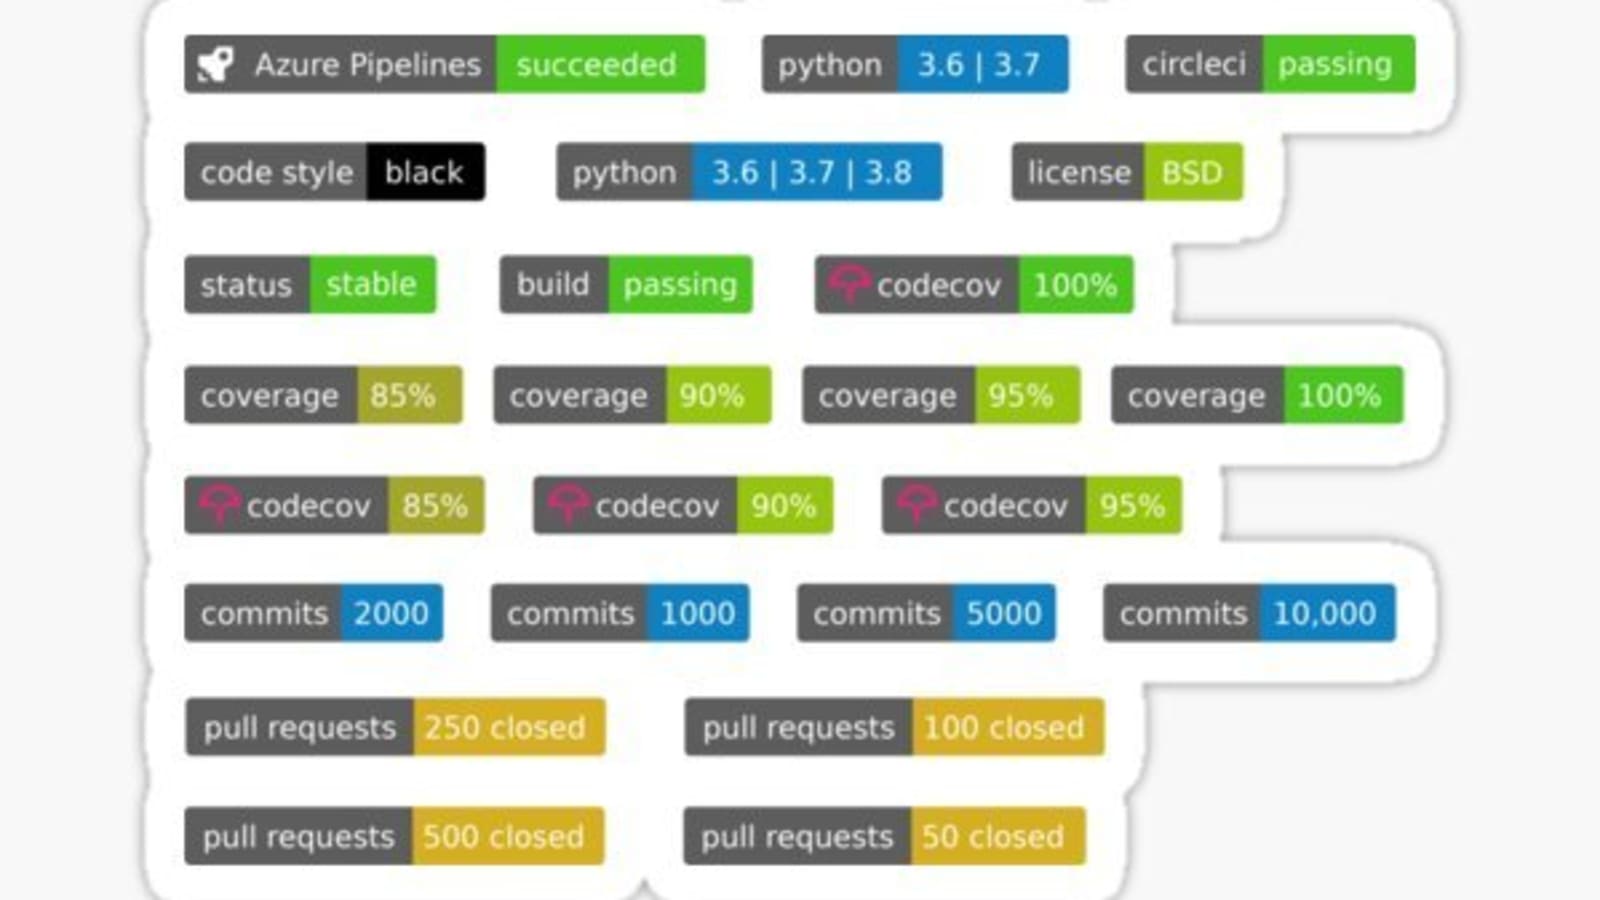 Azure Pipelines succeeded python 3.6 | 3.7 circleci passing
code style black python 3.6 | 3.7 | 3.8 license BSD
status stable build passing codecov 100%
coverage 85% coverage 90% coverage 95% coverage 100%
codecov 85% codecov 90% codecov 95%
commits 2000 commits 1000 commits 5000 commits 10,000
pull requests 250 closed pull requests 100 closed
pull requests 500 closed pull requests 50 closed